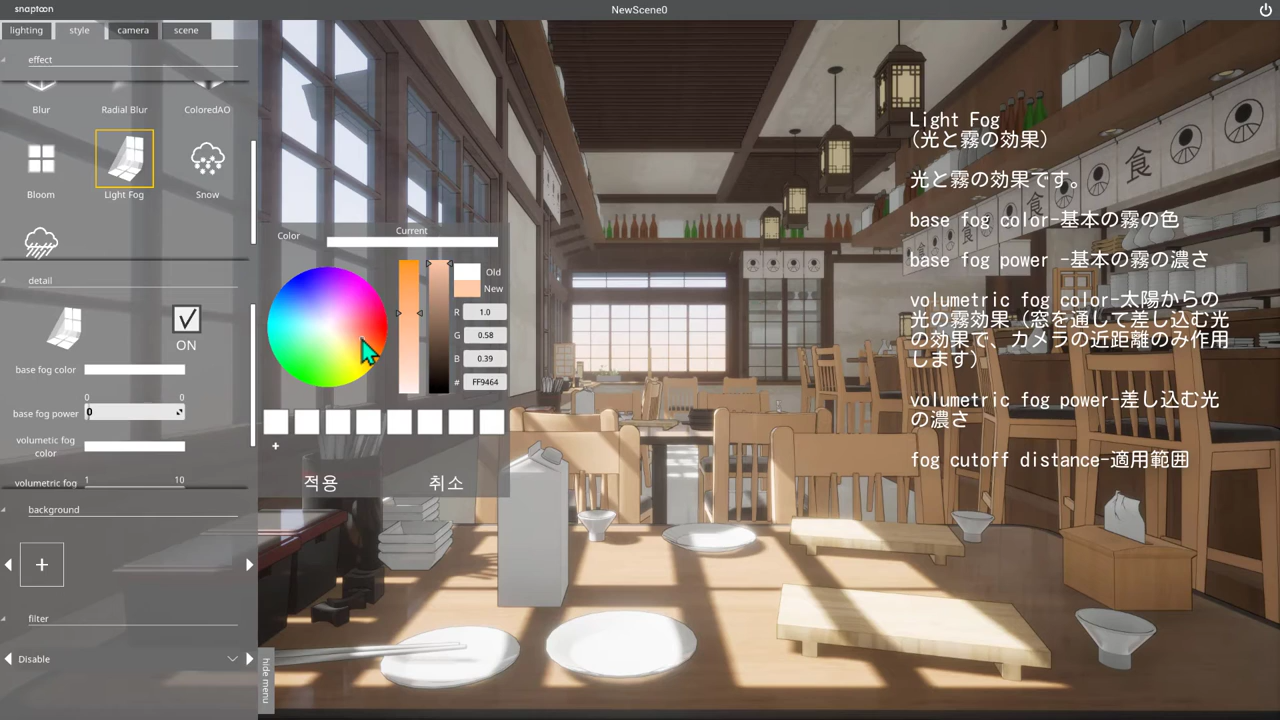 snaptoon
NewScene0
lighting
style
camera
scene
effect
Blur
Radial Blur
ColoredAO
Bloom
Light Fog
Snow
detail
ON
base fog color
0
0
base fog power
0
volumetic fog
color
volumetric fog
1
10
background
+
filter
Disable
hide menu
Color
Current
Old
New
R
1.0
G
0.58
B
0.39
#
FF9464
+
적용
취소
Light Fog
(光と霧の効果)
光と霧の効果です。
base fog color-基本の霧の色
base fog power -基本の霧の濃さ
volumetric fog color-太陽からの
光の霧効果(窓を通して差し込む光
の効果で、カメラの近距離のみ作用
します)
volumetric fog power-差し込む光
の濃さ
fog cutoff distance-適用範囲
食
食